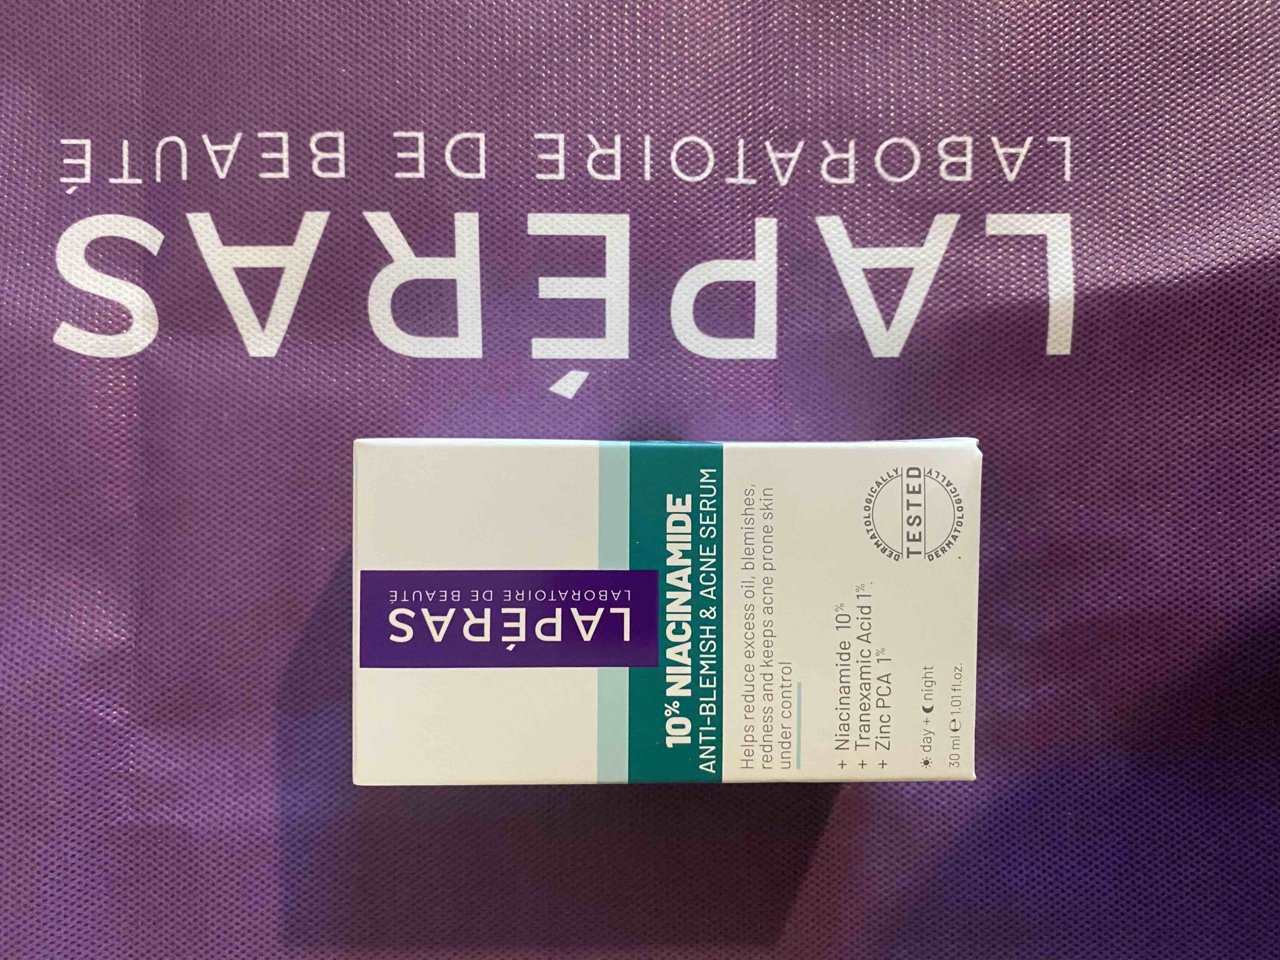 LAPÉRAS
LABORATOIRE DE BEAUTÉ
LAPÉRAS
LABORATOIRE DE BEAUTÉ
10% NIACINAMIDE
ANTI-BLEMISH & ACNE SERUM
Helps reduce excess oil, blemishes,
redness and keeps acne prone skin
under control
+ Niacinamide 10%
+ Tranexamic Acid 1%.
+ Zinc PCA 1%
day + night
30 ml ℮ 1.01 fl.oz.
DERMATOLOGICALLY
TESTED
DERMATOLOGICALLY